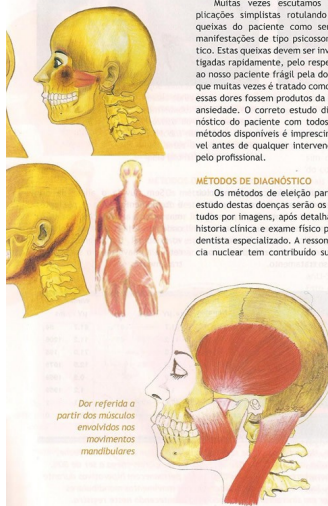 Muitas vezes escutamos
plicações simplistas rotulando
queixas do paciente como se
manifestações de tipo psicossor
tico. Estas queixas devem ser inv
tigadas rapidamente, pelo respe
ao nosso paciente frágil pela do
que muitas vezes é tratado como
essas dores fossem produtos da
ansiedade. O correto estudo di
nóstico do paciente com todos
métodos disponíveis é imprescin
vel antes de qualquer interven
pelo profissional.
MÉTODOS DE DIAGNÓSTICO
Os métodos de eleição par
estudo destas doenças serão os
tudos por imagens, após detalha
historia clínica e exame físico p
dentista especializado. A resson
cia nuclear tem contribuído su
Dor referida a
partir dos músculos
envolvidos nos
movimentos
mandibulares